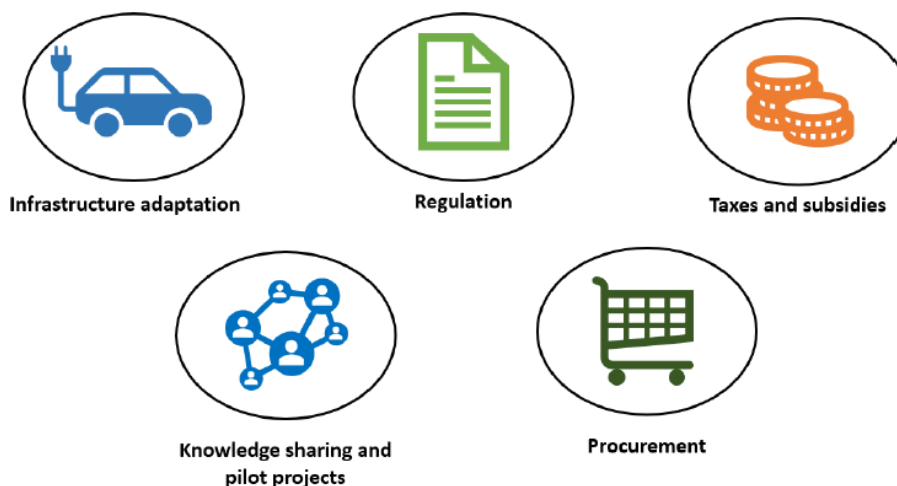 Infrastructure adaptation
Regulation
Taxes and subsidies
Knowledge sharing and
pilot projects
Procurement